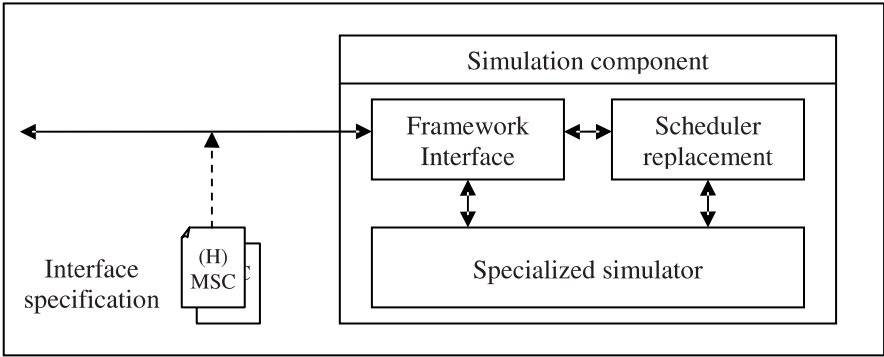 Simulation component
Framework
Interface
Scheduler
replacement
Specialized simulator
Interface
specification
(H)
MSC
C